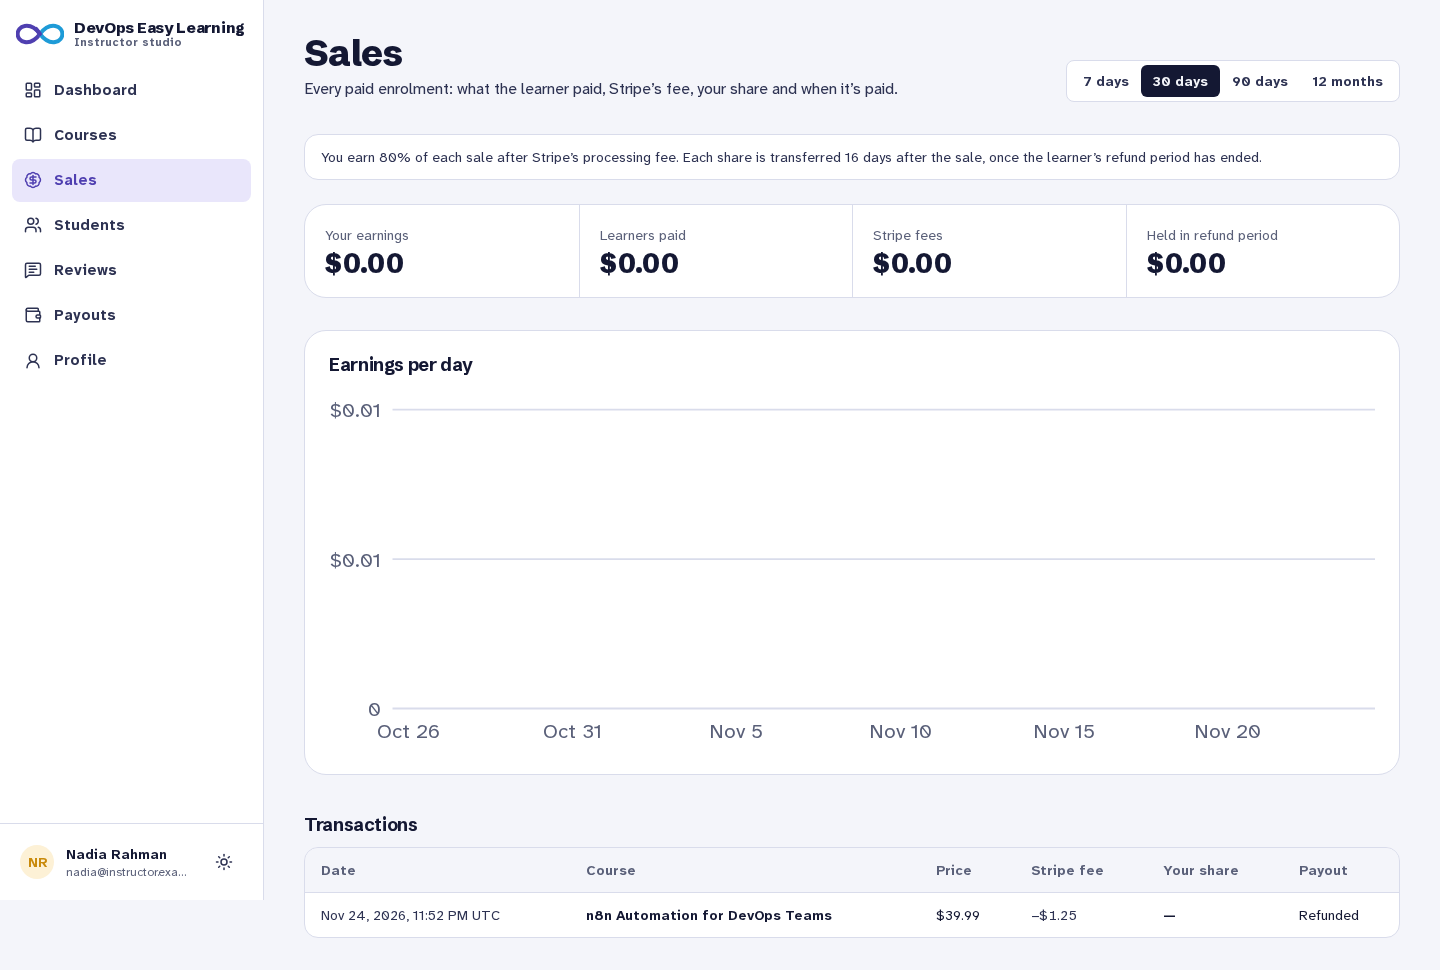 DevOps Easy Learning
Instructor studio
Dashboard
Courses
Sales
Students
Reviews
Payouts
Profile
NR
Nadia Rahman
nadia@instructor.exa...
Sales
Every paid enrolment: what the learner paid, Stripe’s fee, your share and when it’s paid.
7 days 30 days 90 days 12 months
You earn 80% of each sale after Stripe’s processing fee. Each share is transferred 16 days after the sale, once the learner’s refund period has ended.
Your earnings Learners paid Stripe fees Held in refund period
$0.00 $0.00 $0.00 $0.00
Earnings per day
$0.01
$0.01
0
Oct 26 Oct 31 Nov 5 Nov 10 Nov 15 Nov 20
Transactions
Date Course Price Stripe fee Your share Payout
Nov 24, 2026, 11:52 PM UTC n8n Automation for DevOps Teams $39.99 −$1.25 — Refunded